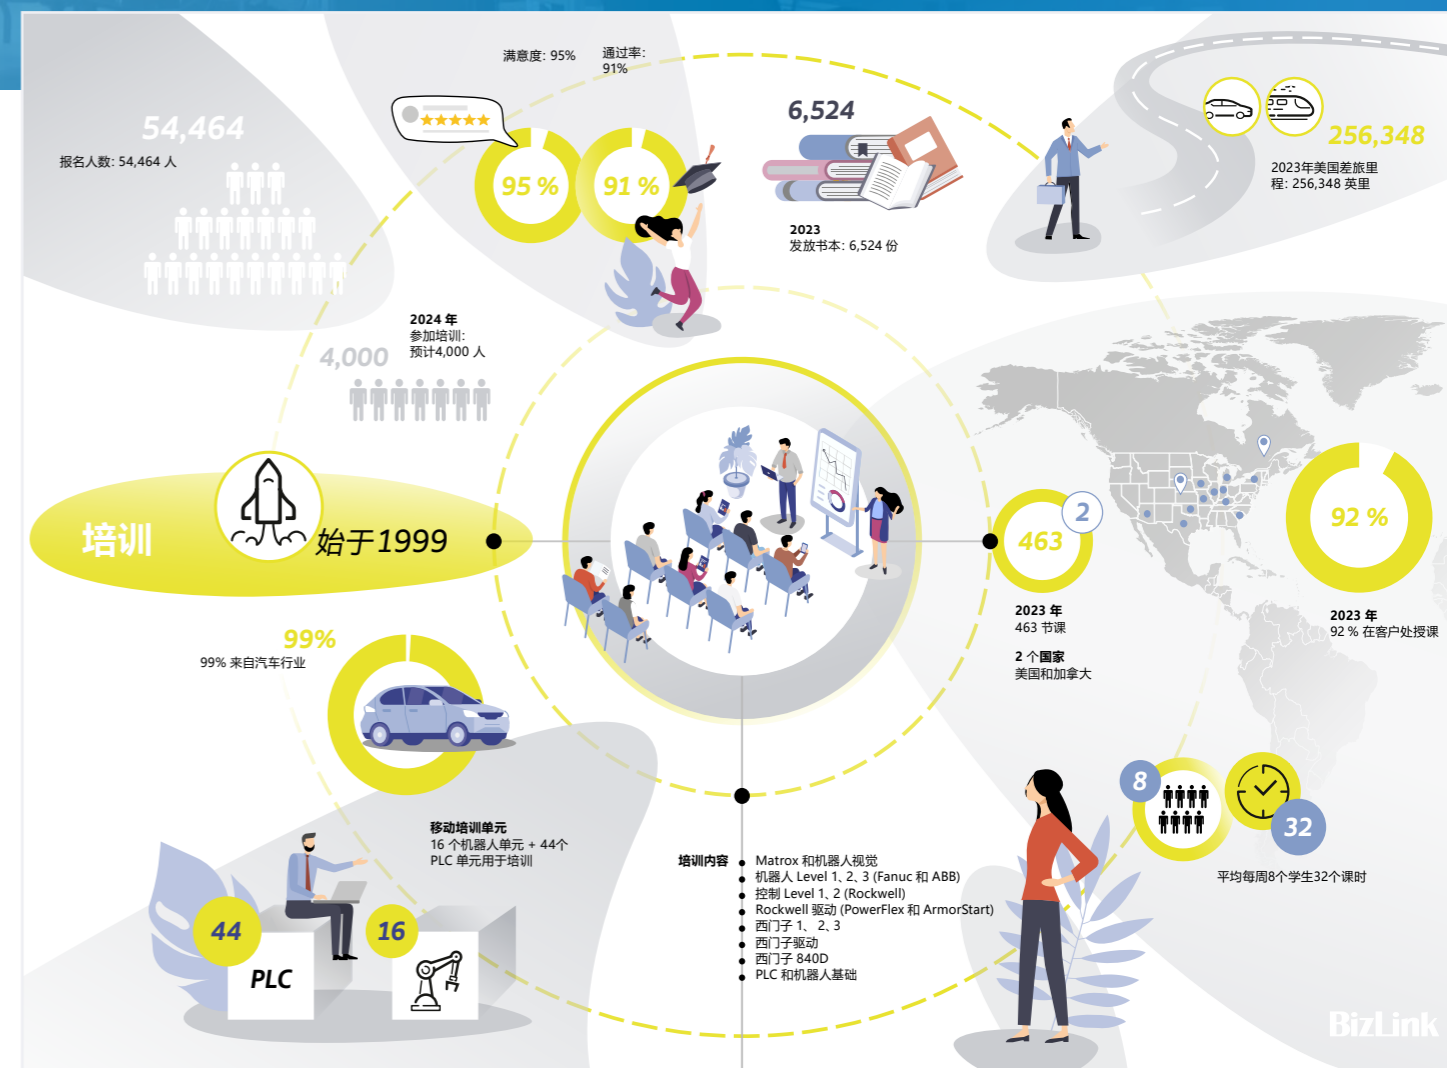 满意度: 95%
通过率:
91%
54,464
报名人数: 54,464 人
95 %
91 %
6,524
2023
发放书本: 6,524 份
256,348
2023年美国差旅里
程: 256,348 英里
2024 年
参加培训:
预计4,000 人
4,000
培训
始于1999
463
2
2023 年
463 节课
2 个国家
美国和加拿大
92 %
2023 年
92 % 在客户处授课
99%
99% 来自汽车行业
移动培训单元
16 个机器人单元 + 44个
PLC 单元用于培训
44
PLC
16
培训内容
Matrox 和机器人视觉
机器人 Level 1、2、3 (Fanuc 和 ABB)
控制 Level 1、2 (Rockwell)
Rockwell 驱动 (PowerFlex 和 ArmorStart)
西门子 1、 2、3
西门子驱动
西门子 840D
PLC 和机器人基础
8
32
平均每周8个学生32个课时
BizLink